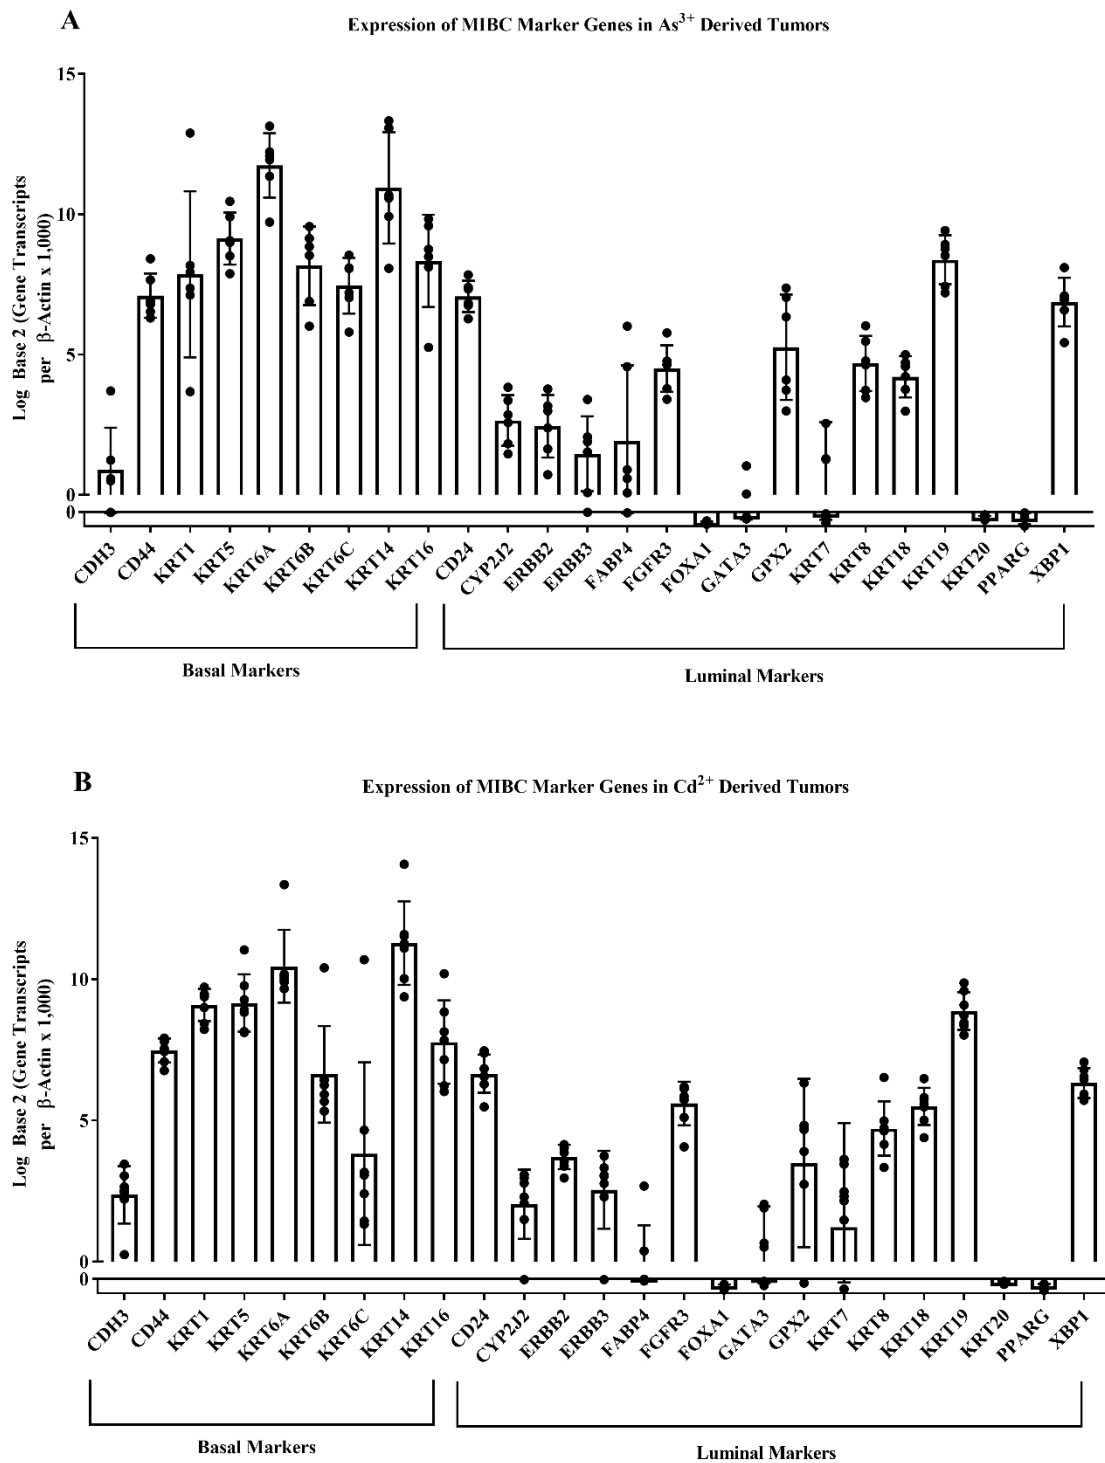 A
Expression of MIBC Marker Genes in As3+ Derived Tumors
Log Base 2 (Gene Transcripts
per β-Actin x 1,000)
15
10
5
0
0
CDH3
CD44
KRT1
KRT5
KRT6A
KRT6B
KRT6C
KRT14
KRT16
CD24
CYP2J2
ERBB2
ERBB3
FABP4
FGFR3
FOXA1
GATA3
GPX2
KRT7
KRT8
KRT18
KRT19
KRT20
PPARG
XBP1
Basal Markers
Luminal Markers
B
Expression of MIBC Marker Genes in Cd2+ Derived Tumors
Log Base 2 (Gene Transcripts
per β-Actin x 1,000)
15
10
5
0
0
CDH3
CD44
KRT1
KRT5
KRT6A
KRT6B
KRT6C
KRT14
KRT16
CD24
CYP2J2
ERBB2
ERBB3
FABP4
FGFR3
FOXA1
GATA3
GPX2
KRT7
KRT8
KRT18
KRT19
KRT20
PPARG
XBP1
Basal Markers
Luminal Markers